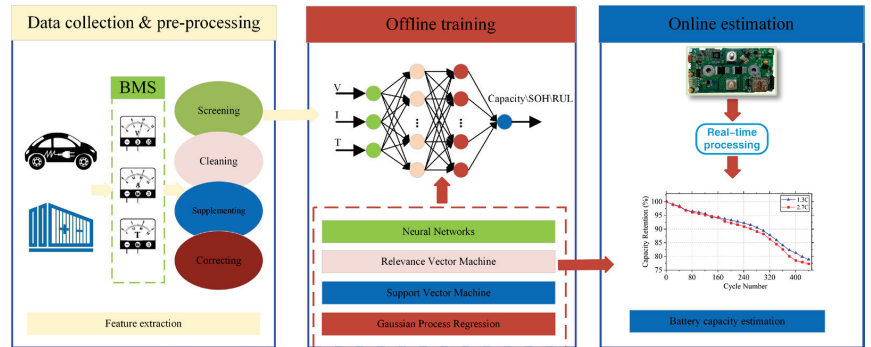 Data collection & pre-processing
BMS
V
A
T
Screening
Cleaning
Supplementing
Correcting
Feature extraction
Offline training
V
I
T
Capacity\SOH\RUL
Neural Networks
Relevance Vector Machine
Support Vector Machine
Gaussian Process Regression
Online estimation
Real-time
processing
Capacity Retention (%)
100
95
90
85
80
75
1.3C
2.7C
0 80 160 240 320 400
Cycle Number
Battery capacity estimation